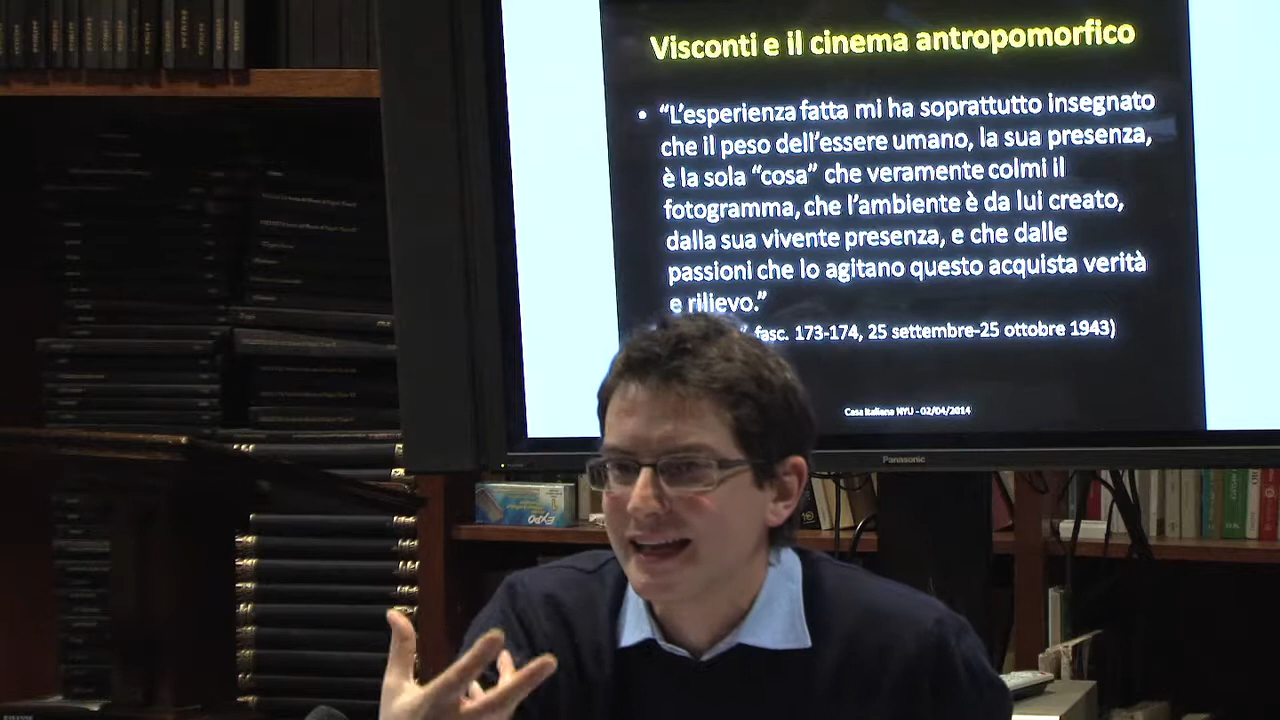 Visconti e il cinema antropomorfico
• “L’esperienza fatta mi ha soprattutto insegnato
che il peso dell’essere umano, la sua presenza,
è la sola “cosa” che veramente colmi il
fotogramma, che l’ambiente è da lui creato,
dalla sua vivente presenza, e che dalle
passioni che lo agitano questo acquista verità
e rilievo.”
fasc. 173-174, 25 settembre-25 ottobre 1943)
Casa Italiana NYU - 02/04/2014
Panasonic
EXPO